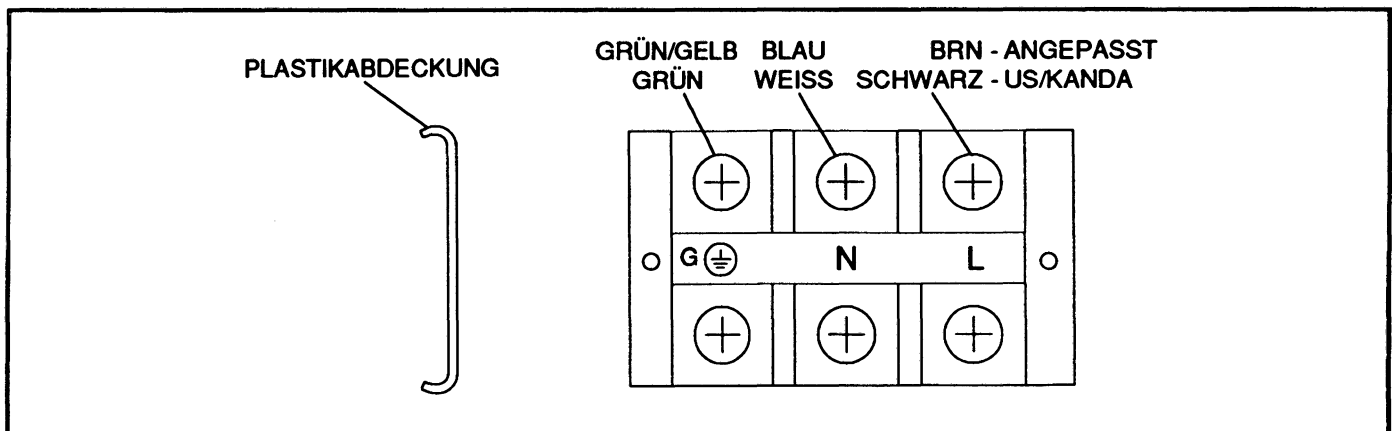 PLASTIKABDECKUNG
GRÜN/GELB
GRÜN
BLAU
WEISS
BRN - ANGEPASST
SCHWARZ - US/KANDA
G
N
L